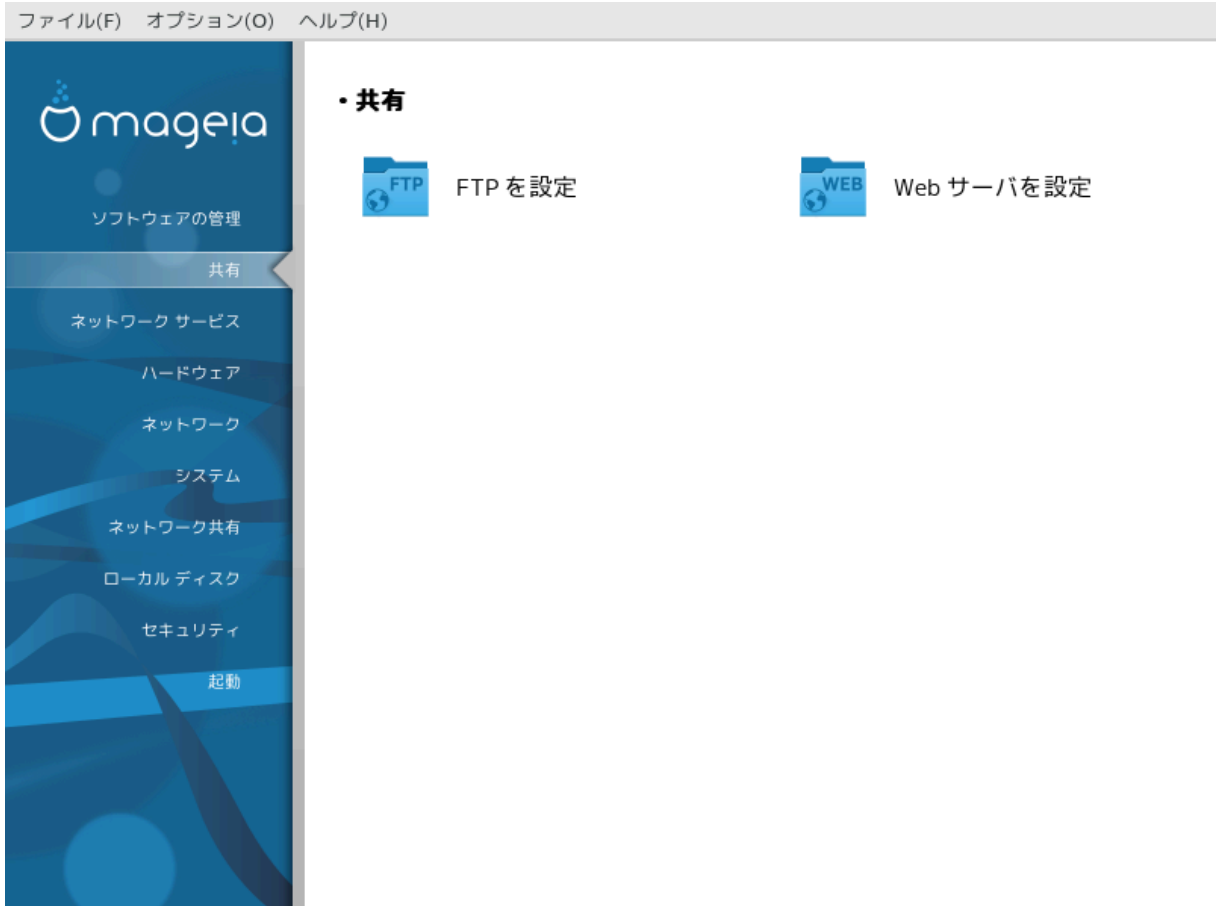 ファイル(F) オプション(O) ヘルプ(H)
mageia
ソフトウェアの管理
共有
ネットワーク サービス
ハードウェア
ネットワーク
システム
ネットワーク共有
ローカル ディスク
セキュリティ
起動
・共有
FTP
FTP を設定
WEB
Web サーバを設定